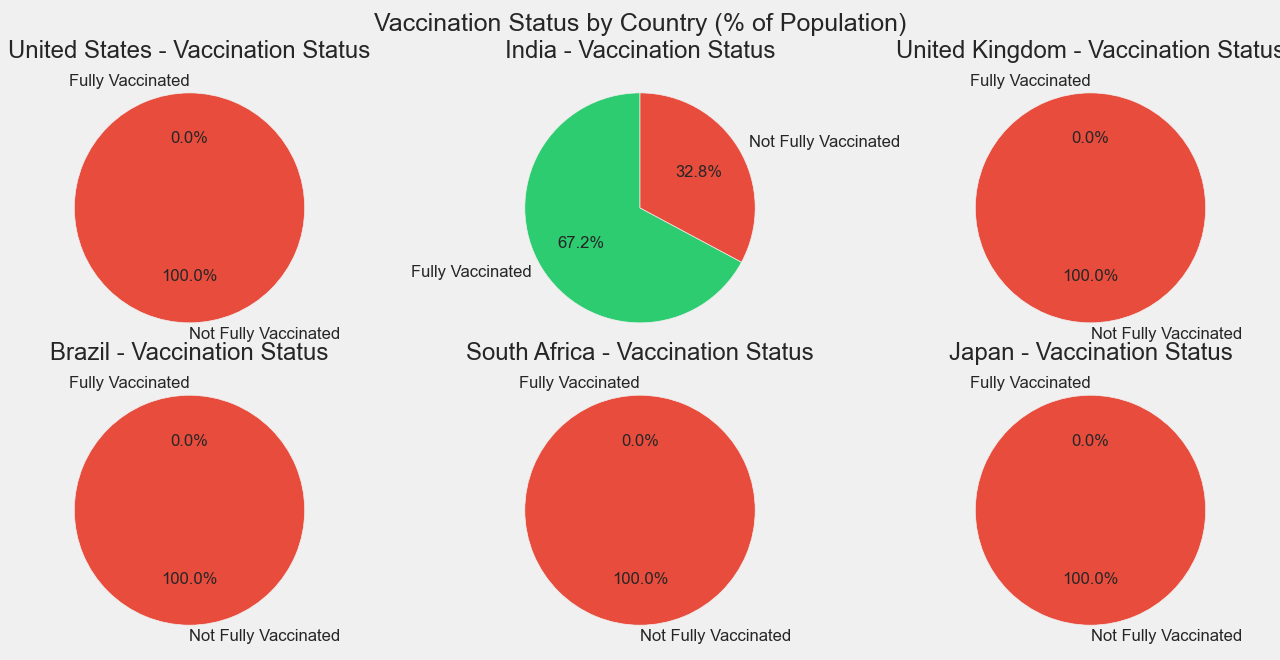 Vaccination Status by Country (% of Population)
United States - Vaccination Status
Fully Vaccinated
0.0%
100.0%
Not Fully Vaccinated
India - Vaccination Status
Not Fully Vaccinated
32.8%
67.2%
Fully Vaccinated
United Kingdom - Vaccination Status
Fully Vaccinated
0.0%
100.0%
Not Fully Vaccinated
Brazil - Vaccination Status
Fully Vaccinated
0.0%
100.0%
Not Fully Vaccinated
South Africa - Vaccination Status
Fully Vaccinated
0.0%
100.0%
Not Fully Vaccinated
Japan - Vaccination Status
Fully Vaccinated
0.0%
100.0%
Not Fully Vaccinated